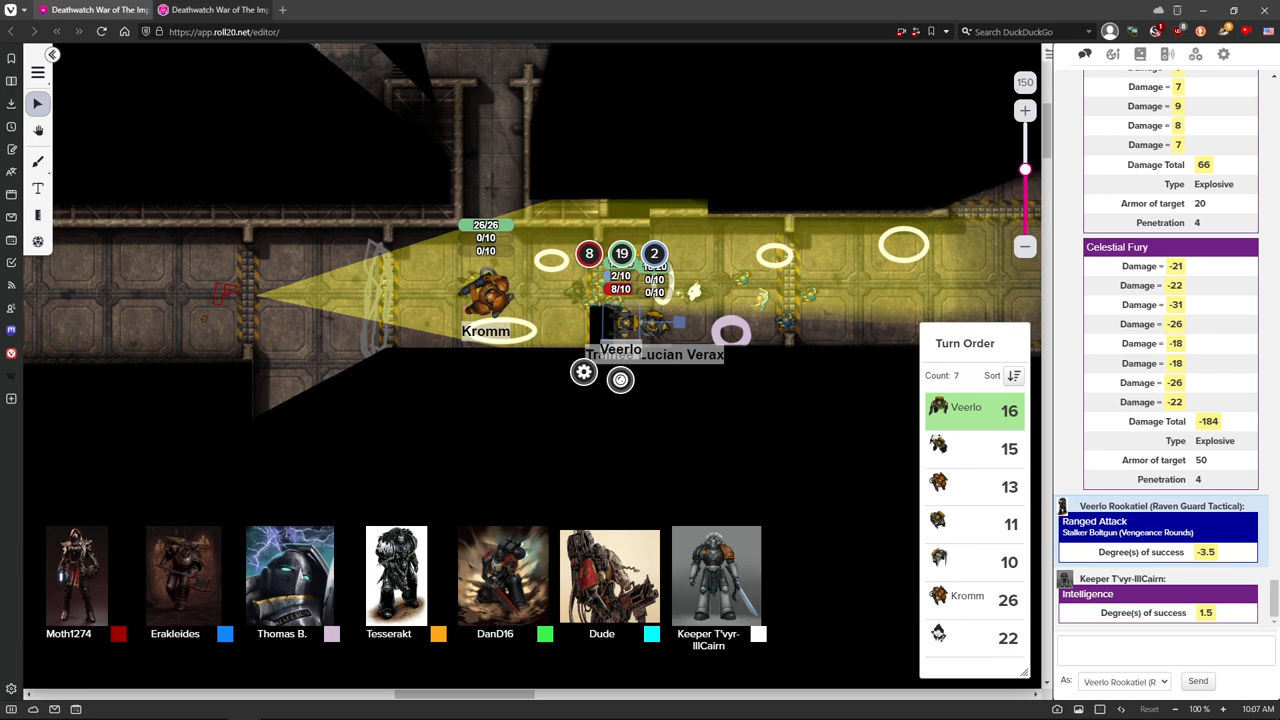 Deathwatch War of The Imp
Deathwatch War of The Imp
https://app.roll20.net/editor/
Search DuckDuckGo
150
26/26
0/10
0/10
8
19
2
2/10
8/10
0/10
0/10
Kromm
Veerlo
Lucian Verax
Turn Order
Count: 7
Sort
Veerlo
16
15
13
11
10
Kromm
26
22
Moth1274
Erakleides
Thomas B.
Tesserakt
DanD16
Dude
Keeper T'vyr-
IllCairn
Damage = 7
Damage = 9
Damage = 8
Damage = 7
Damage Total 66
Type Explosive
Armor of target 20
Penetration 4
Celestial Fury
Damage = -21
Damage = -22
Damage = -31
Damage = -26
Damage = -18
Damage = -18
Damage = -26
Damage = -22
Damage Total -184
Type Explosive
Armor of target 50
Penetration 4
Veerlo Rookatiel (Raven Guard Tactical):
Ranged Attack
Stalker Boltgun (Vengeance Rounds)
Degree(s) of success -3.5
Keeper T'vyr-IllCairn:
Intelligence
Degree(s) of success 1.5
As:
Veerlo Rookatiel (R
Send
Reset
100 %
10:07 AM